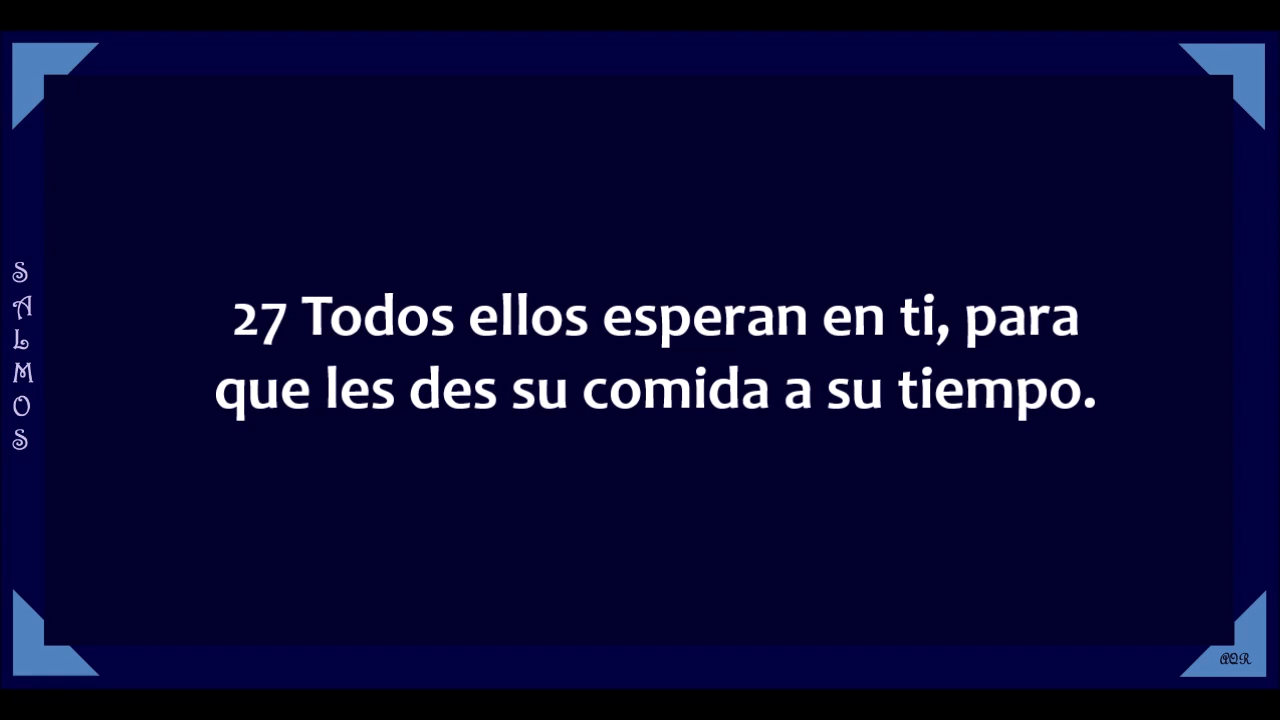 SALMOS
27 Todos ellos esperan en ti, para
que les des su comida a su tiempo.